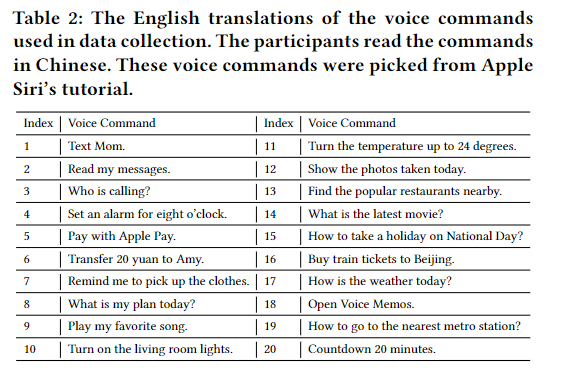 Table 2: The English translations of the voice commands
used in data collection. The participants read the commands
in Chinese. These voice commands were picked from Apple
Siri's tutorial.
Index Voice Command Index Voice Command
1 Text Mom. 11 Turn the temperature up to 24 degrees.
2 Read my messages. 12 Show the photos taken today.
3 Who is calling? 13 Find the popular restaurants nearby.
4 Set an alarm for eight o'clock. 14 What is the latest movie?
5 Pay with Apple Pay. 15 How to take a holiday on National Day?
6 Transfer 20 yuan to Amy. 16 Buy train tickets to Beijing.
7 Remind me to pick up the clothes. 17 How is the weather today?
8 What is my plan today? 18 Open Voice Memos.
9 Play my favorite song. 19 How to go to the nearest metro station?
10 Turn on the living room lights. 20 Countdown 20 minutes.